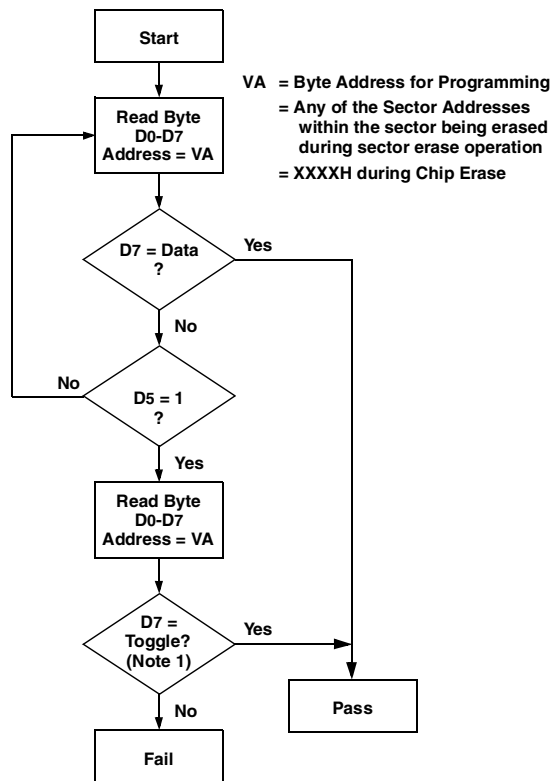 Start
VA = Byte Address for Programming
= Any of the Sector Addresses
within the sector being erased
during sector erase operation
= XXXXH during Chip Erase
Read Byte
D0-D7
Address = VA
D7 = Data
?
Yes
No
D5 = 1
?
No
Yes
Read Byte
D0-D7
Address = VA
D7 =
Toggle?
(Note 1)
Yes
No
Pass
Fail